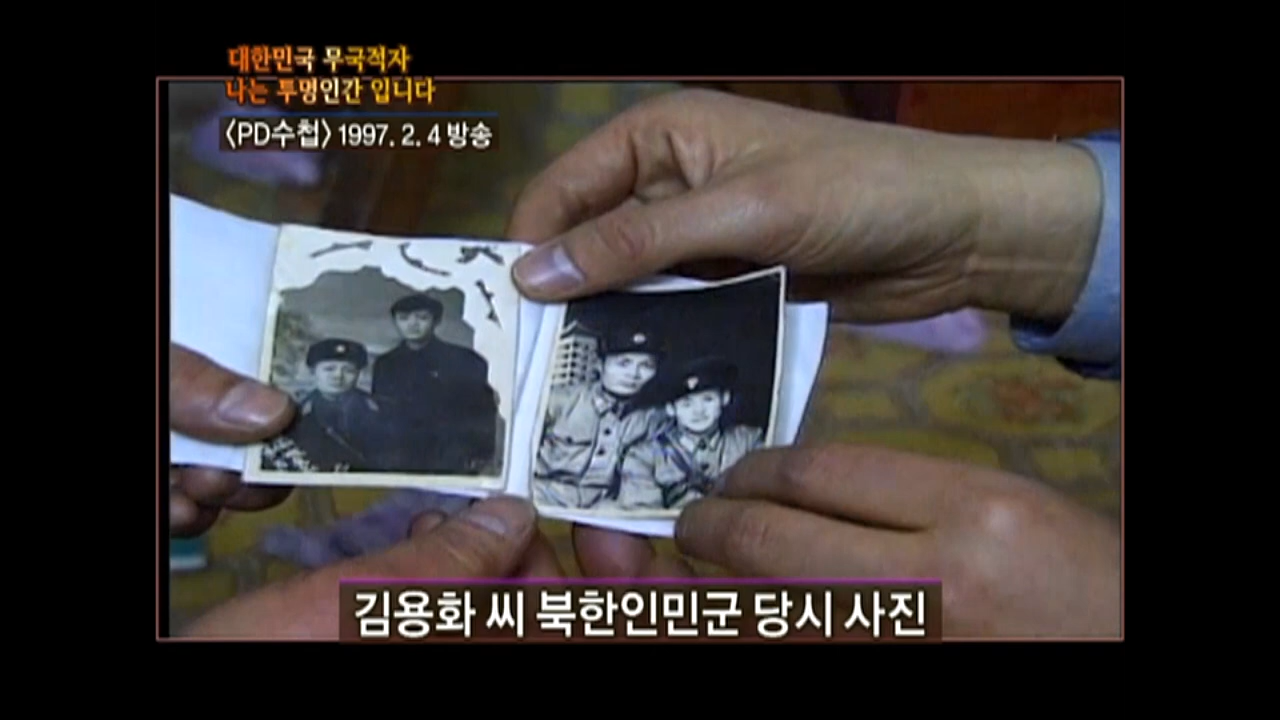 대한민국 무국적자
나는 투명인간 입니다
〈PD수첩〉 1997. 2. 4 방송
김용화 씨 북한인민군 당시 사진